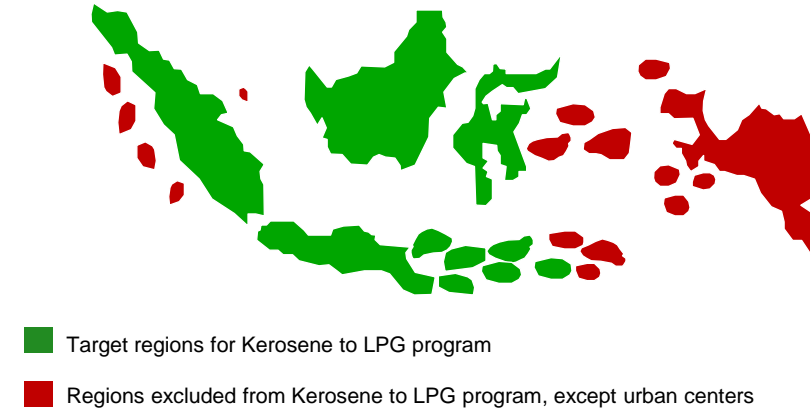 Target regions for Kerosene to LPG program
Regions excluded from Kerosene to LPG program, except urban centers